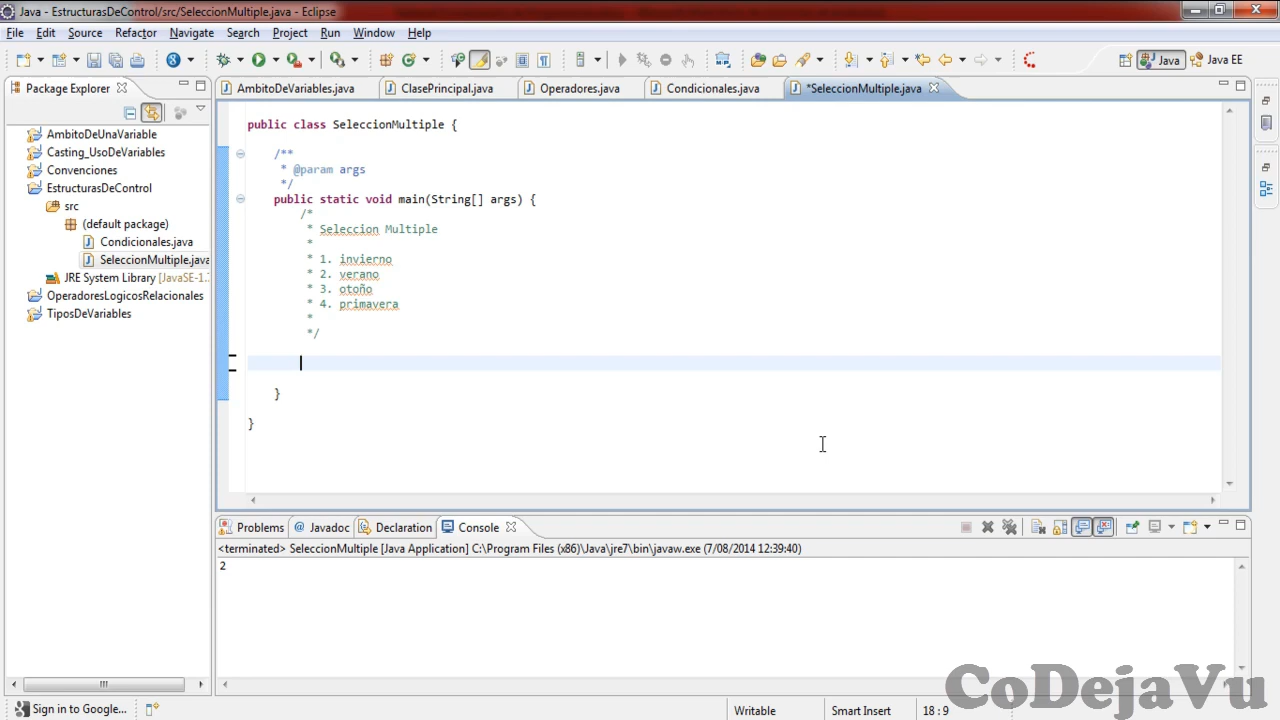 Java - EstructurasDeControl/src/SeleccionMultiple.java - Eclipse
File Edit Source Refactor Navigate Search Project Run Window Help
Java Java EE
Package Explorer
AmbitoDeVariables.java ClasePrincipal.java Operadores.java Condicionales.java *SeleccionMultiple.java
AmbitoDeUnaVariable
Casting_UsoDeVariables
Convenciones
EstructurasDeControl
src
(default package)
Condicionales.java
SeleccionMultiple.java
JRE System Library [JavaSE-1.
OperadoresLogicosRelacionales
TiposDeVariables
public class SeleccionMultiple {
/**
* @param args
*/
public static void main(String[] args) {
/*
* Seleccion Multiple
*
* 1. invierno
* 2. verano
* 3. otoño
* 4. primavera
*
*/
}
}
Problems @ Javadoc Declaration Console
<terminated> SeleccionMultiple [Java Application] C:\Program Files (x86)\Java\jre7\bin\javaw.exe (7/08/2014 12:39:40)
2
CoDejaVu
Sign in to Google... Writable Smart Insert 18 : 9